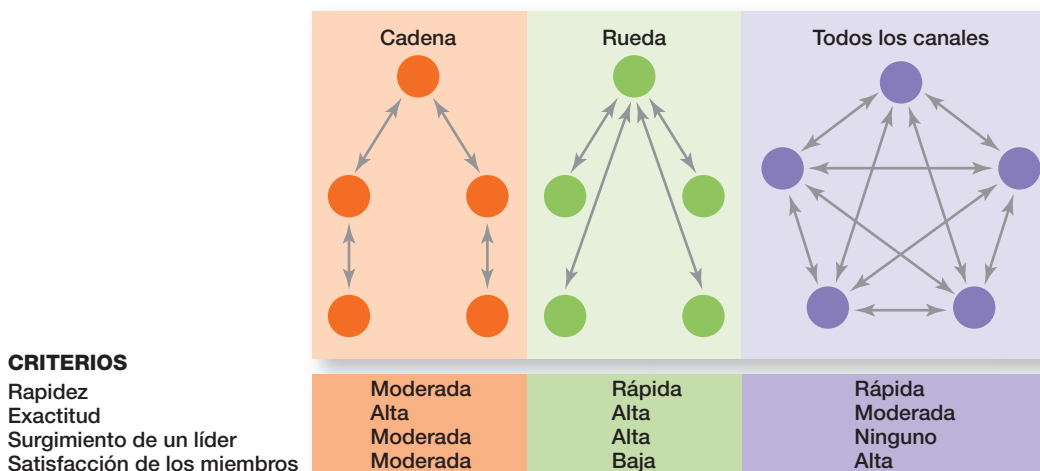 Cadena Rueda Todos los canales
CRITERIOS
Rapidez Moderada Rápida Rápida
Exactitud Alta Alta Moderada
Surgimiento de un líder Moderada Alta Ninguno
Satisfacción de los miembros Moderada Baja Alta